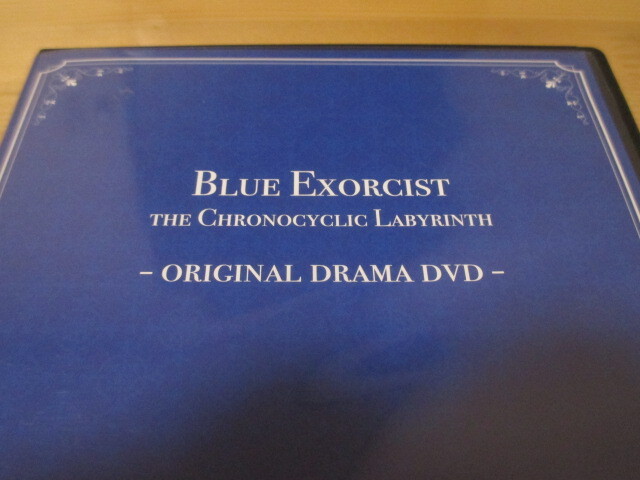 BLUE EXORCIST
THE CHRONOCYCLIC LABYRINTH
– ORIGINAL DRAMA DVD –